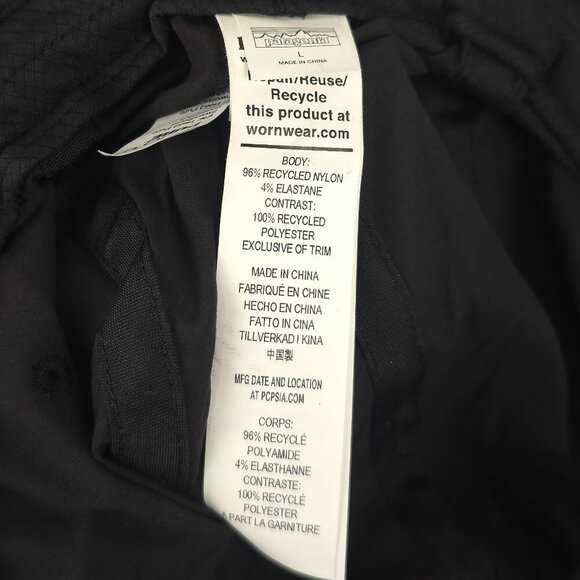 patagonia
L
MADE IN CHINA
Repair/Reuse/
Recycle
this product at
wornwear.com
BODY:
96% RECYCLED NYLON
4% ELASTANE
CONTRAST:
100% RECYCLED
POLYESTER
EXCLUSIVE OF TRIM
MADE IN CHINA
FABRIQUÉ EN CHINE
HECHO EN CHINA
FATTO IN CINA
TILLVERKAD I KINA
中国製
MFG DATE AND LOCATION
AT PCPSIA.COM
CORPS:
96% RECYCLÉ
POLYAMIDE
4% ELASTHANNE
CONTRASTE:
100% RECYCLÉ
POLYESTER
À PART LA GARNITURE